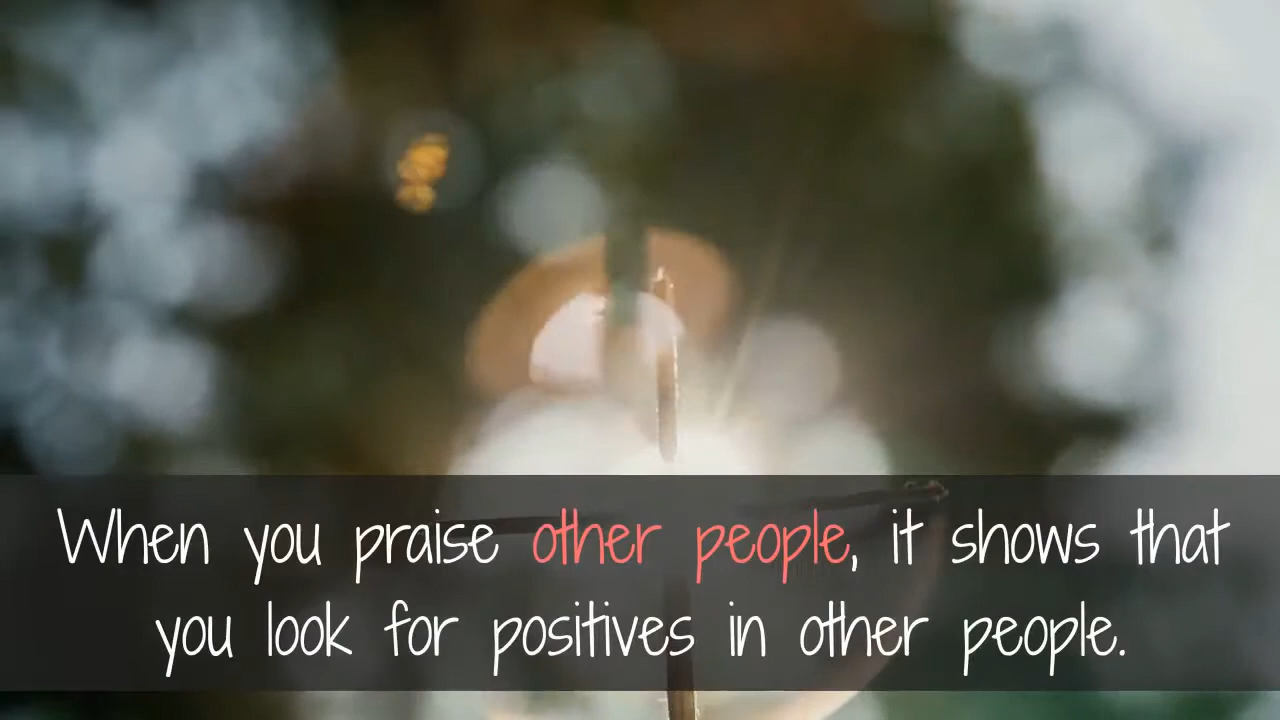 When you praise other people, it shows that
you look for positives in other people.